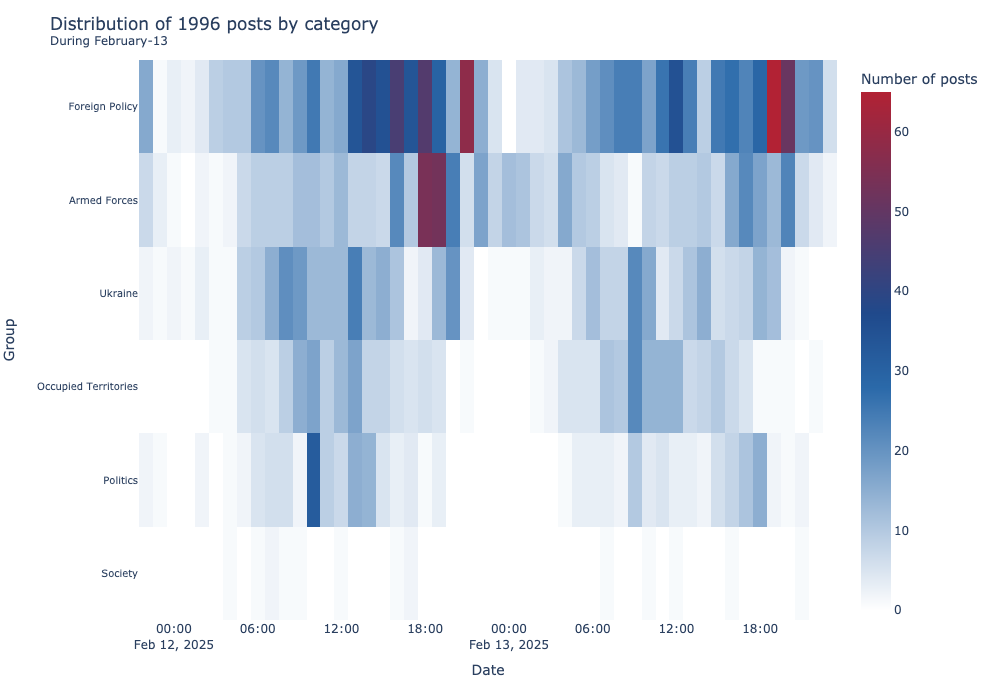 Distribution of 1996 posts by category
During February-13
Number of posts
Foreign Policy
Armed Forces
Ukraine
Occupied Territories
Politics
Society
Group
60
50
40
30
20
10
0
00:00 06:00 12:00 18:00 00:00 06:00 12:00 18:00
Feb 12, 2025 Feb 13, 2025
Date